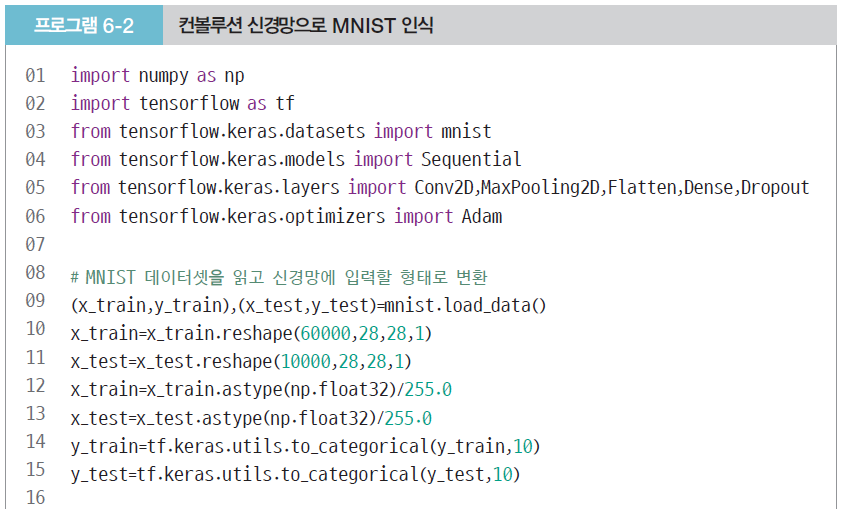 프로그램 6-2 컨볼루션 신경망으로 MNIST 인식
01 import numpy as np
02 import tensorflow as tf
03 from tensorflow.keras.datasets import mnist
04 from tensorflow.keras.models import Sequential
05 from tensorflow.keras.layers import Conv2D,MaxPooling2D,Flatten,Dense,Dropout
06 from tensorflow.keras.optimizers import Adam
07
08 # MNIST 데이터셋을 읽고 신경망에 입력할 형태로 변환
09 (x_train,y_train),(x_test,y_test)=mnist.load_data()
10 x_train=x_train.reshape(60000,28,28,1)
11 x_test=x_test.reshape(10000,28,28,1)
12 x_train=x_train.astype(np.float32)/255.0
13 x_test=x_test.astype(np.float32)/255.0
14 y_train=tf.keras.utils.to_categorical(y_train,10)
15 y_test=tf.keras.utils.to_categorical(y_test,10)
16